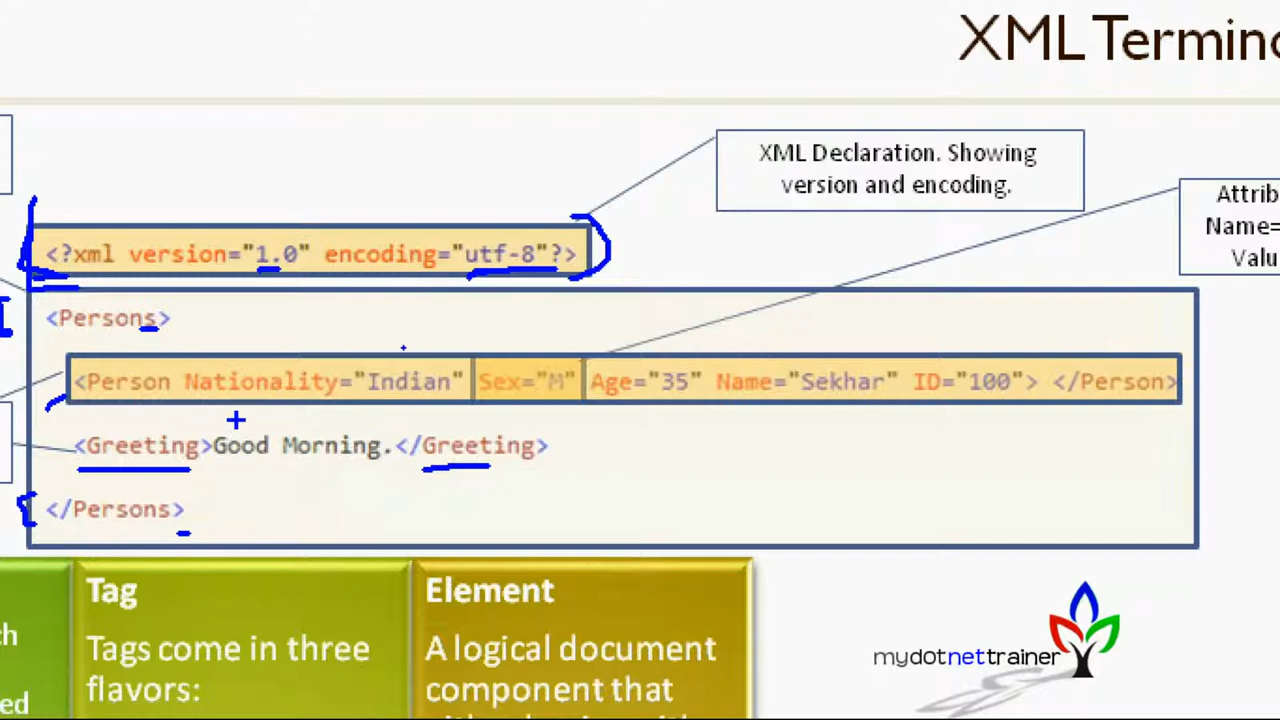 XML Termino
XML Declaration. Showing
version and encoding.
Attrib
Name=
Valu
<?xml version="1.0" encoding="utf-8"?>
<Persons>
<Person Nationality="Indian" Sex="M" Age="35" Name="Sekhar" ID="100"> </Person>
<Greeting>Good Morning.</Greeting>
</Persons>
ch
ed
Tag
Tags come in three
flavors:
Element
A logical document
component that
mydotnettrainer